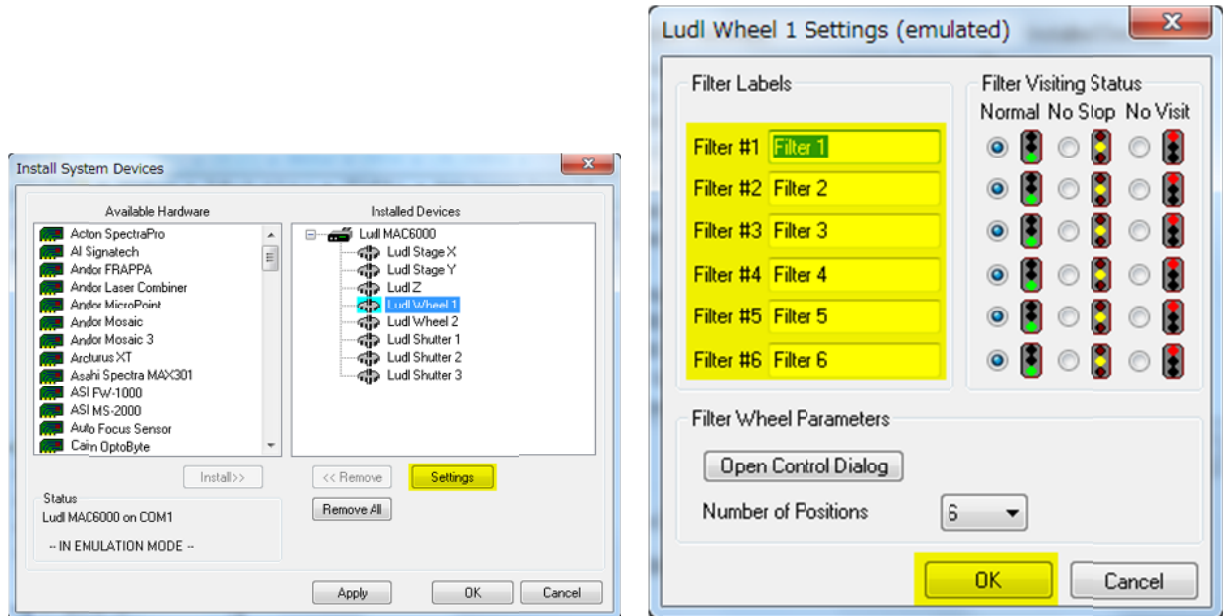 Install System Devices
Available Hardware
Acton SpectraPro
AI Signatech
Andor FRAPPA
Andor Laser Combiner
Andor MicroPoint
Andor Mosaic
Andor Mosaic 3
Arcturus XT
Asahi Spectra MAX301
ASI FW-1000
ASI MS-2000
Auto Focus Sensor
Cairn OptoByte
Install>>
Status
Ludl MAC6000 on COM1
-- IN EMULATION MODE --
Installed Devices
Ludl MAC6000
Ludl Stage X
Ludl Stage Y
Ludl Z
Ludl Wheel 1
Ludl Wheel 2
Ludl Shutter 1
Ludl Shutter 2
Ludl Shutter 3
<< Remove
Settings
Remove All
Apply
OK
Cancel
Ludl Wheel 1 Settings (emulated)
Filter Labels
Filter #1 Filter 1
Filter #2 Filter 2
Filter #3 Filter 3
Filter #4 Filter 4
Filter #5 Filter 5
Filter #6 Filter 6
Filter Visiting Status
Normal No Stop No Visit
Filter Wheel Parameters
Open Control Dialog
Number of Positions 6
OK
Cancel